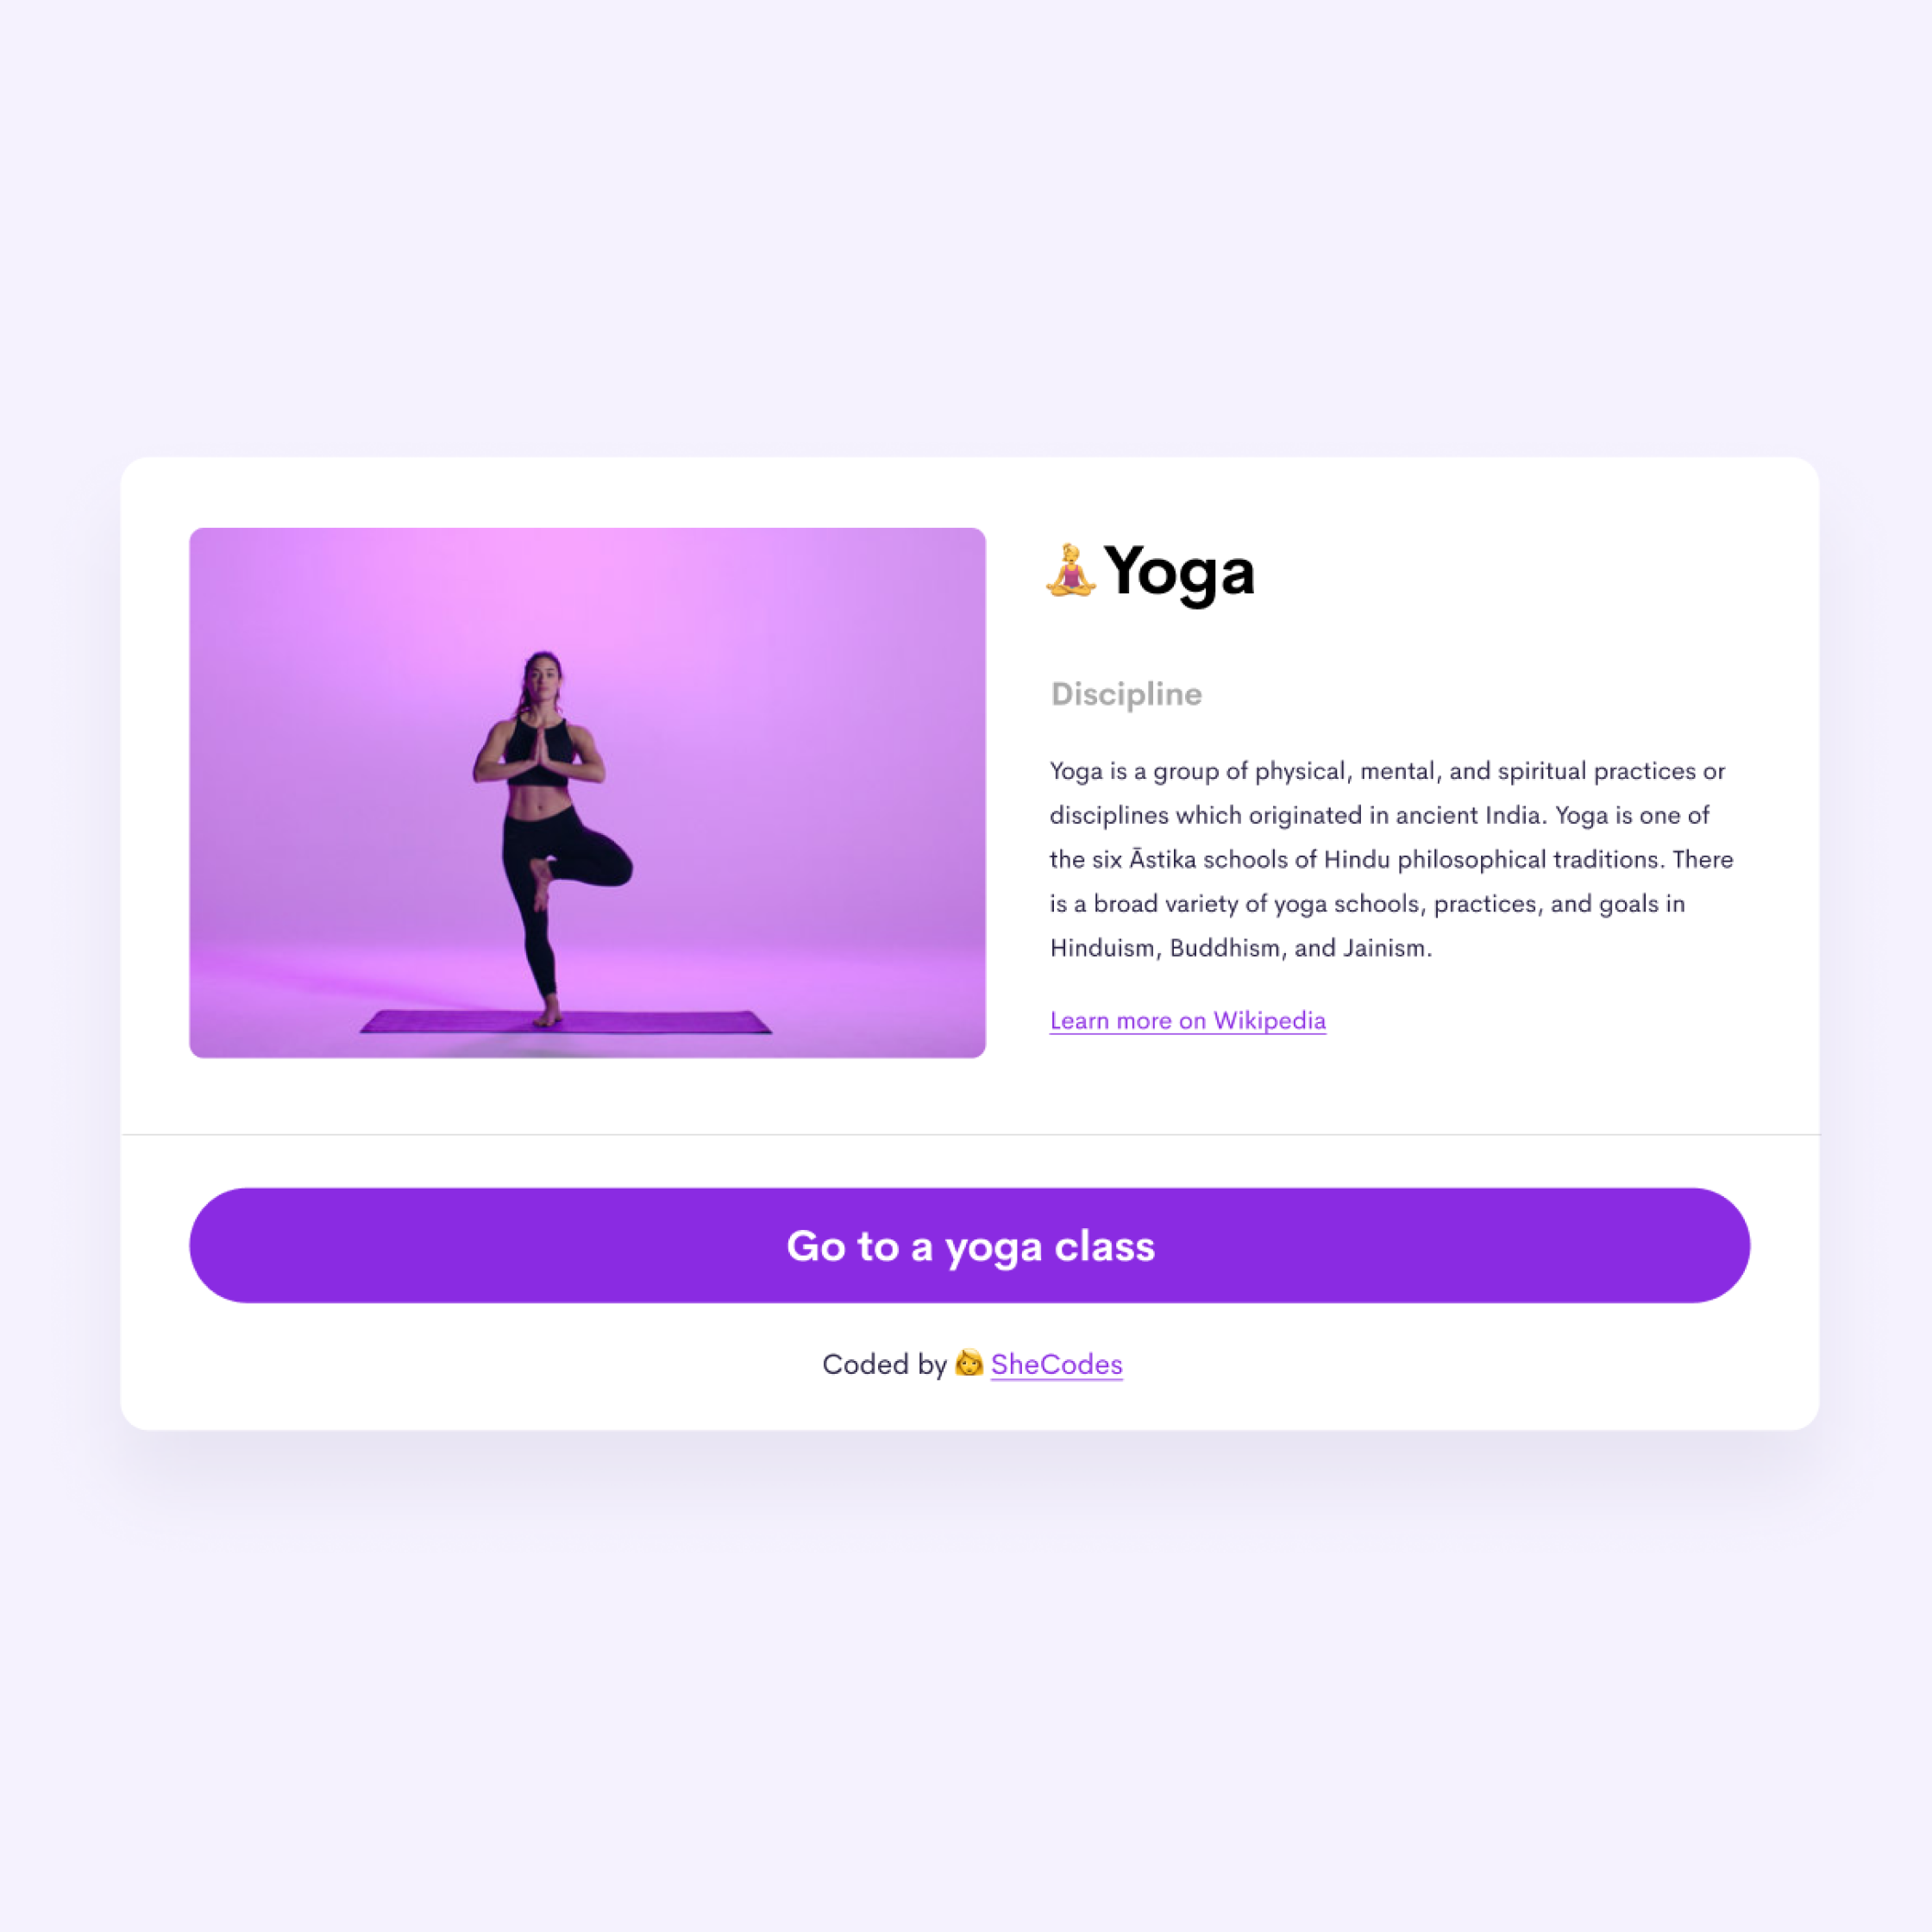 🧘‍♀️Yoga
Discipline
Yoga is a group of physical, mental, and spiritual practices or
disciplines which originated in ancient India. Yoga is one of
the six Āstika schools of Hindu philosophical traditions. There
is a broad variety of yoga schools, practices, and goals in
Hinduism, Buddhism, and Jainism.
Learn more on Wikipedia
Go to a yoga class
Coded by 👩 SheCodes